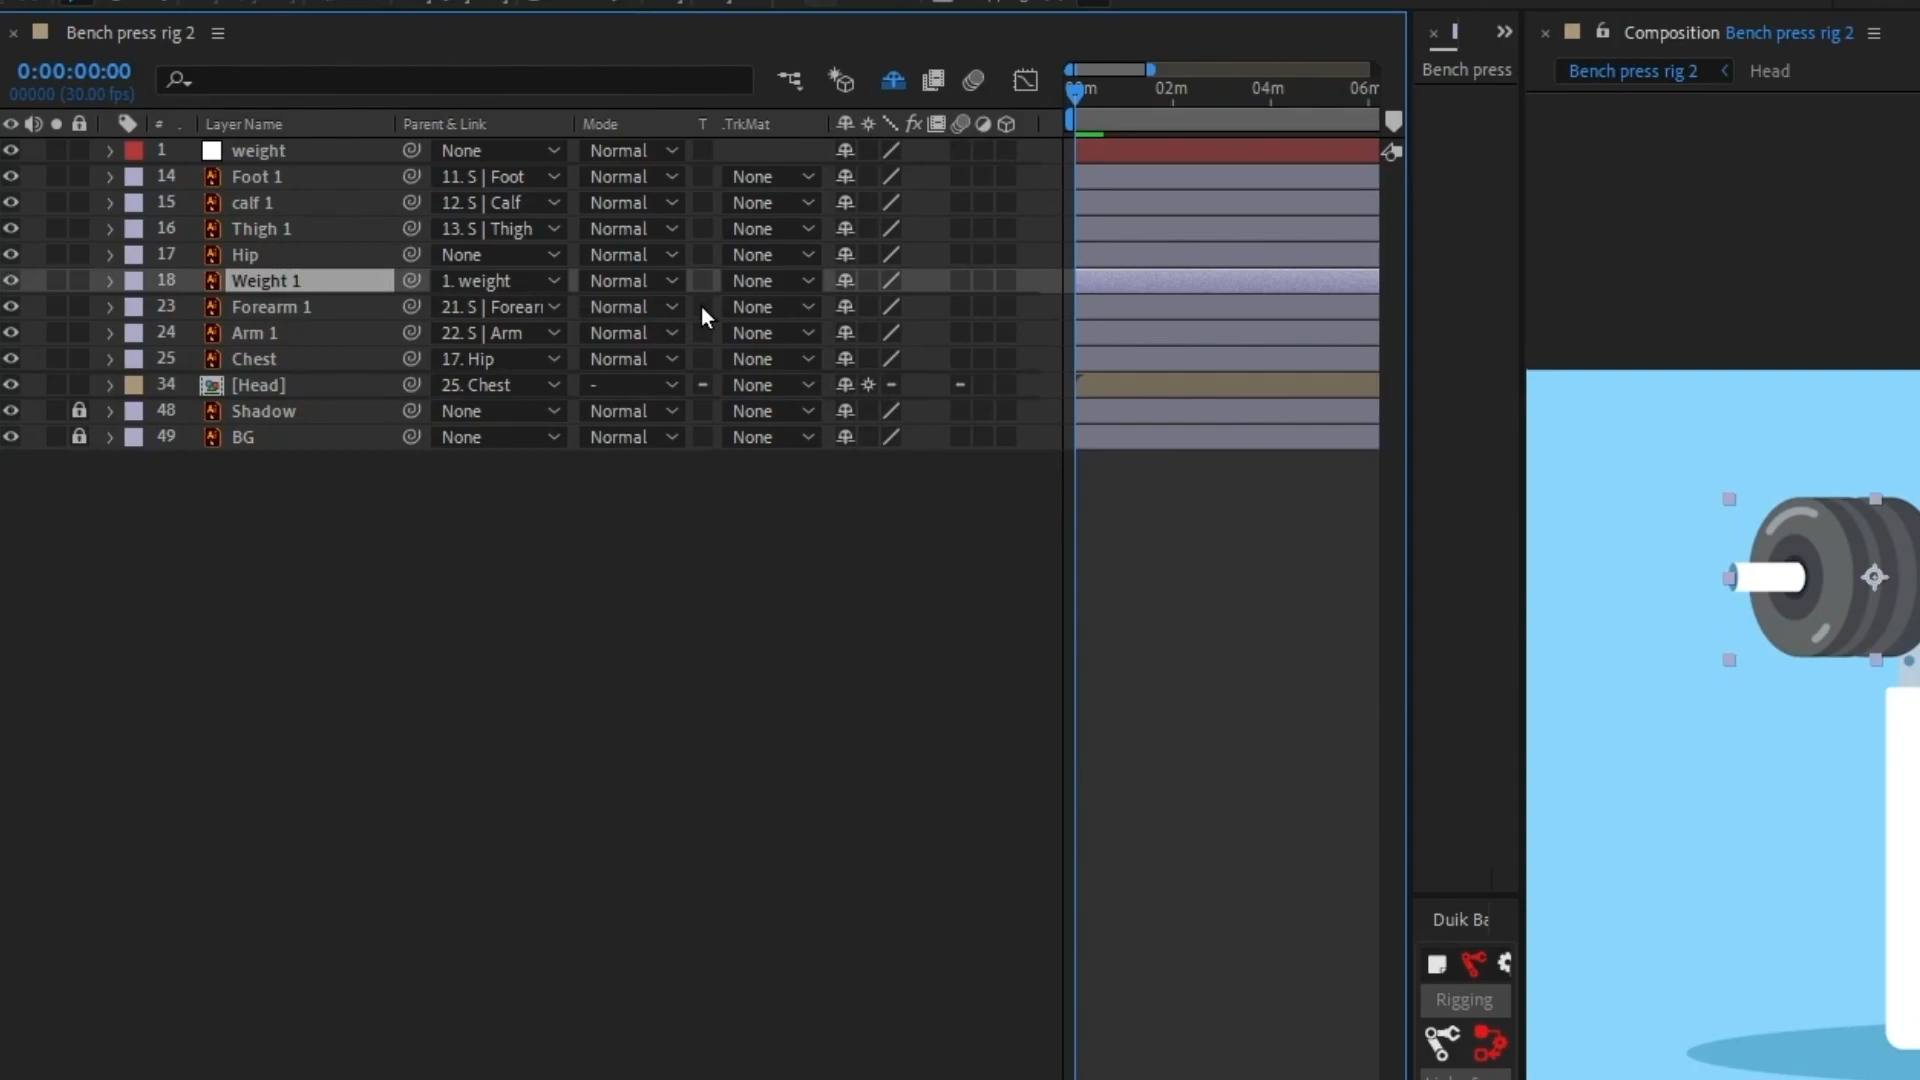 Bench press rig 2
0:00:00:00
00000 (30.00 fps)
# . Layer Name Parent & Link Mode T .TrkMat fx
02m 04m
1 weight None Normal
14 Foot 1 11. S | Foot Normal None
15 calf 1 12. S | Calf Normal None
16 Thigh 1 13. S | Thigh Normal None
17 Hip None Normal None
18 Weight 1 1. weight Normal None
23 Forearm 1 21. S | Forearı Normal None
24 Arm 1 22. S | Arm Normal None
25 Chest 17. Hip Normal None
34 [Head] 25. Chest - None
48 Shadow None Normal None
49 BG None Normal None
Bench press
Composition Bench press rig 2
Bench press rig 2 Head
Duik Ba
Rigging